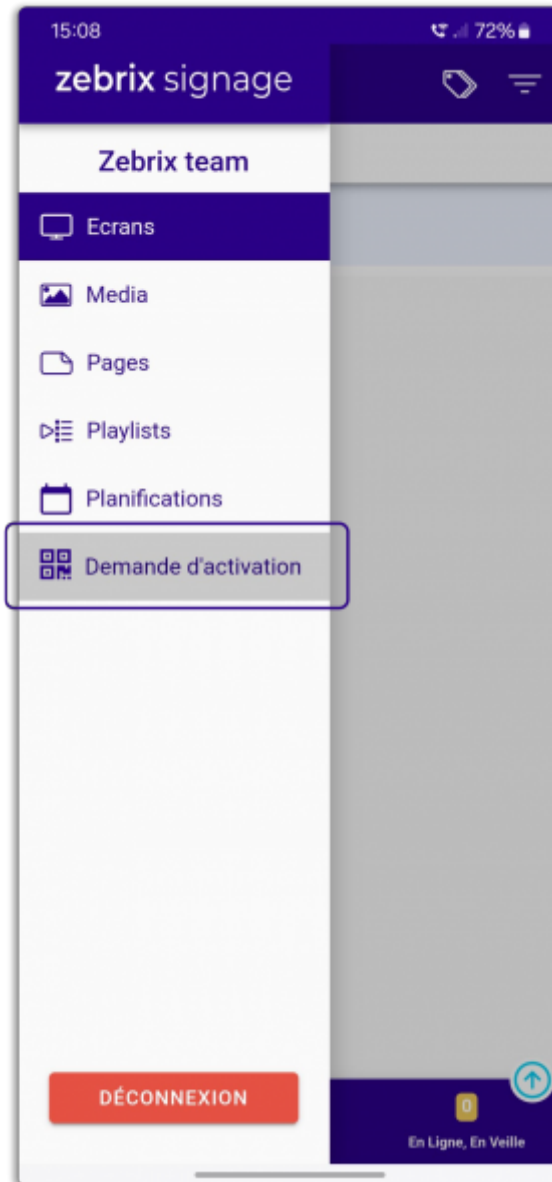 15:08 72%
zebrix signage
Zebrix team
Ecrans
Media
Pages
Playlists
Planifications
Demande d'activation
DÉCONNEXION
0
En Ligne, En Veille